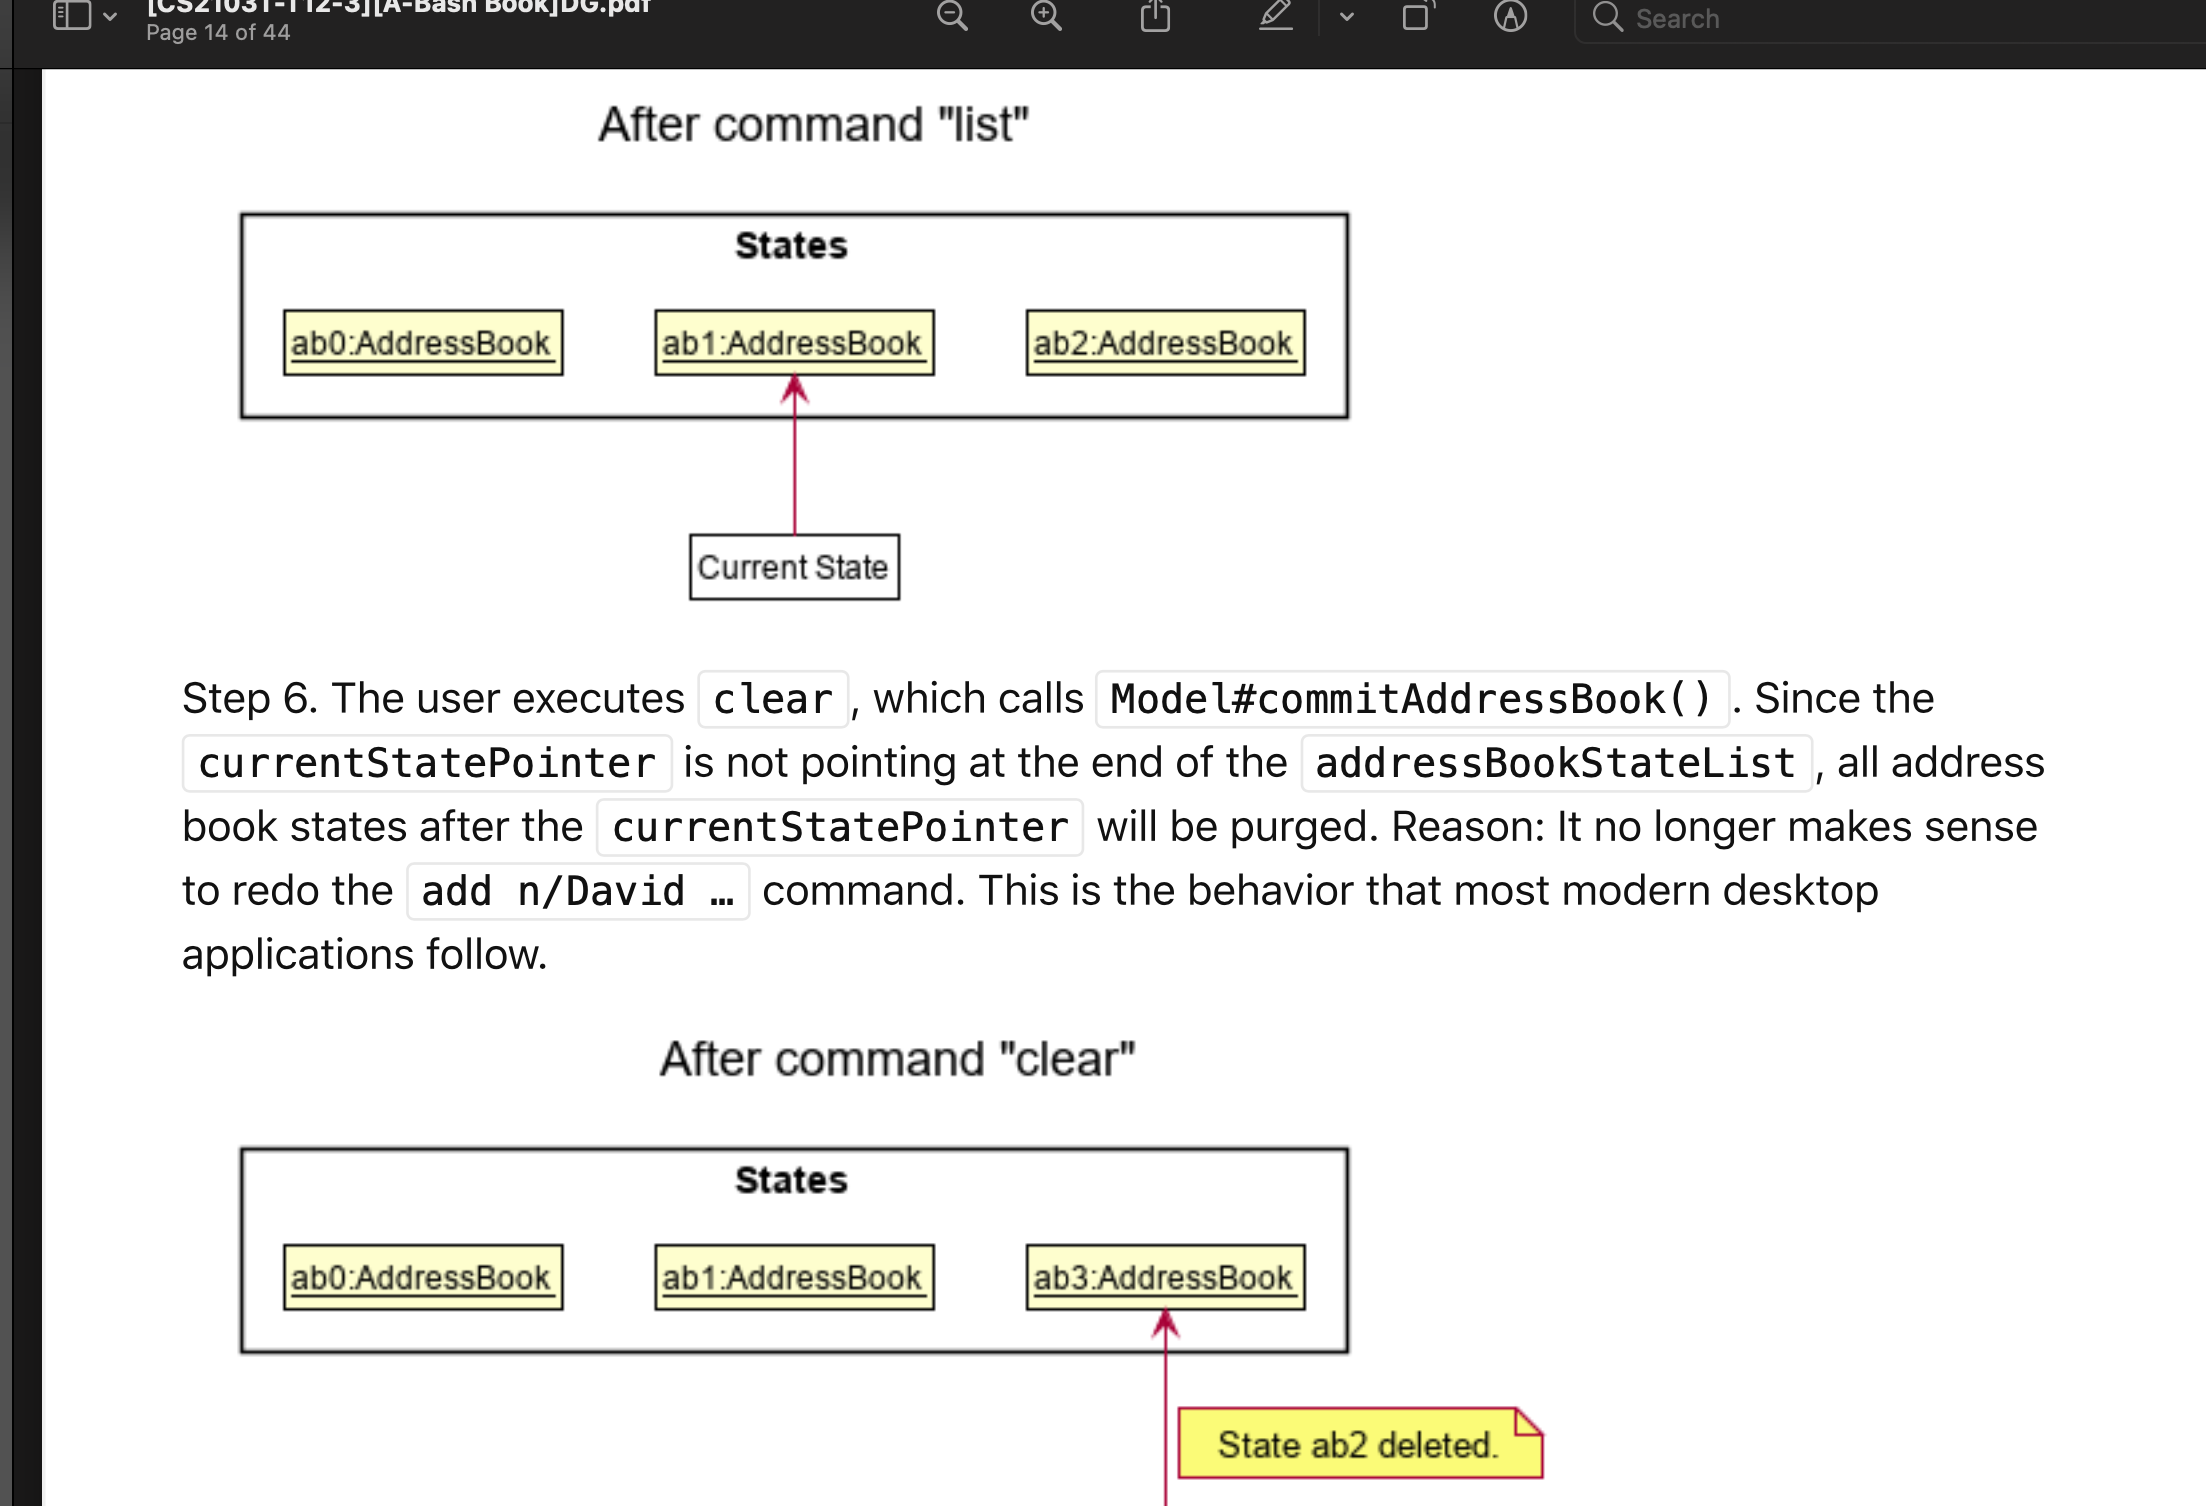 [CS2103T-T12-3][A-Bash Book]DG.pdf
Page 14 of 44
Search
After command "list"
States
ab0:AddressBook ab1:AddressBook ab2:AddressBook
Current State
Step 6. The user executes clear , which calls Model#commitAddressBook() . Since the
currentStatePointer is not pointing at the end of the addressBookStateList , all address
book states after the currentStatePointer will be purged. Reason: It no longer makes sense
to redo the add n/David … command. This is the behavior that most modern desktop
applications follow.
After command "clear"
States
ab0:AddressBook ab1:AddressBook ab3:AddressBook
State ab2 deleted.